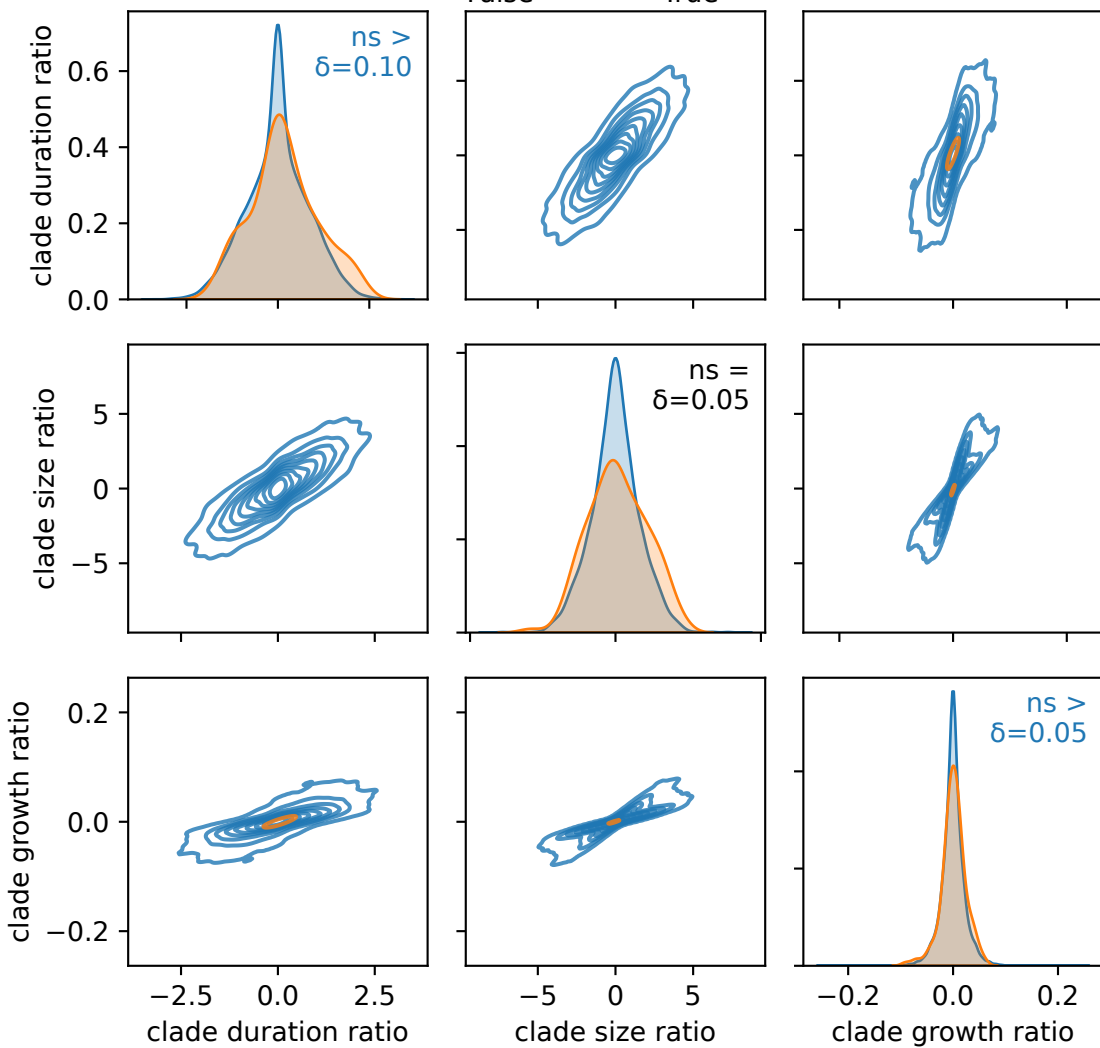 clade duration ratio
0.6
0.4
0.2
0.0
ns >
δ=0.10
clade size ratio
5
0
−5
ns =
δ=0.05
clade growth ratio
0.2
0.0
−0.2
ns >
δ=0.05
−2.5 0.0 2.5
−5 0 5
−0.2 0.0 0.2
clade duration ratio
clade size ratio
clade growth ratio